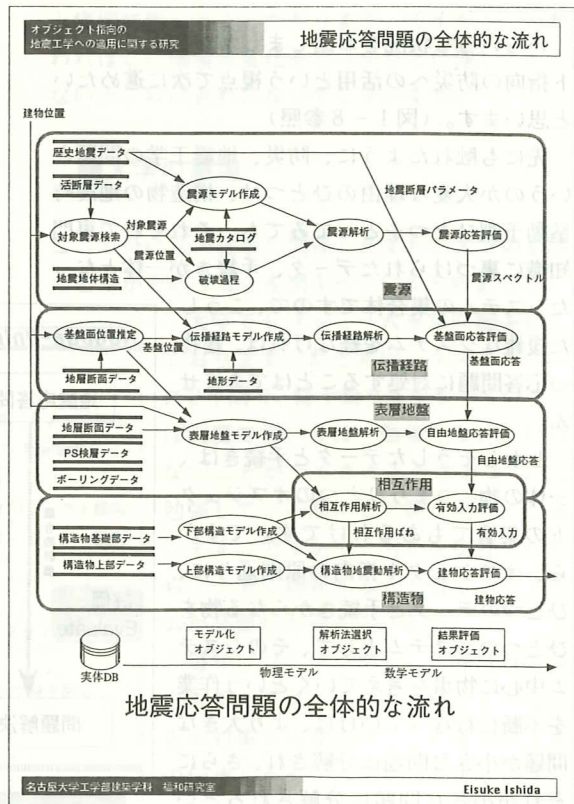 オブジェクト指向の
地震工学への適用に関する研究
地震応答問題の全体的な流れ
建物位置
歴史地震データ
活断層データ
震源モデル作成
地震断層パラメータ
対象震源
対象震源検索
地震カタログ
震源解析
震源応答評価
震源位置
地震地体構造
破壊過程
震源スペクトル
震源
基盤面位置推定
伝播経路モデル作成
伝播経路解析
基盤面応答評価
基盤位置
基盤面応答
地層断面データ
地形データ
伝播経路
表層地盤
地層断面データ
表層地盤モデル作成
表層地盤解析
自由地盤応答評価
PS検層データ
自由地盤応答
ボーリングデータ
相互作用
相互作用解析
有効入力評価
構造物基礎部データ
下部構造モデル作成
相互作用ばね
有効入力
構造物上部データ
上部構造モデル作成
構造物地震動解析
建物応答評価
構造物
建物応答
モデル化
オブジェクト
解析法選択
オブジェクト
結果評価
オブジェクト
実体DB
物理モデル
数学モデル
地震応答問題の全体的な流れ
名古屋大学工学部建築学科 福和研究室
Eisuke Ishida